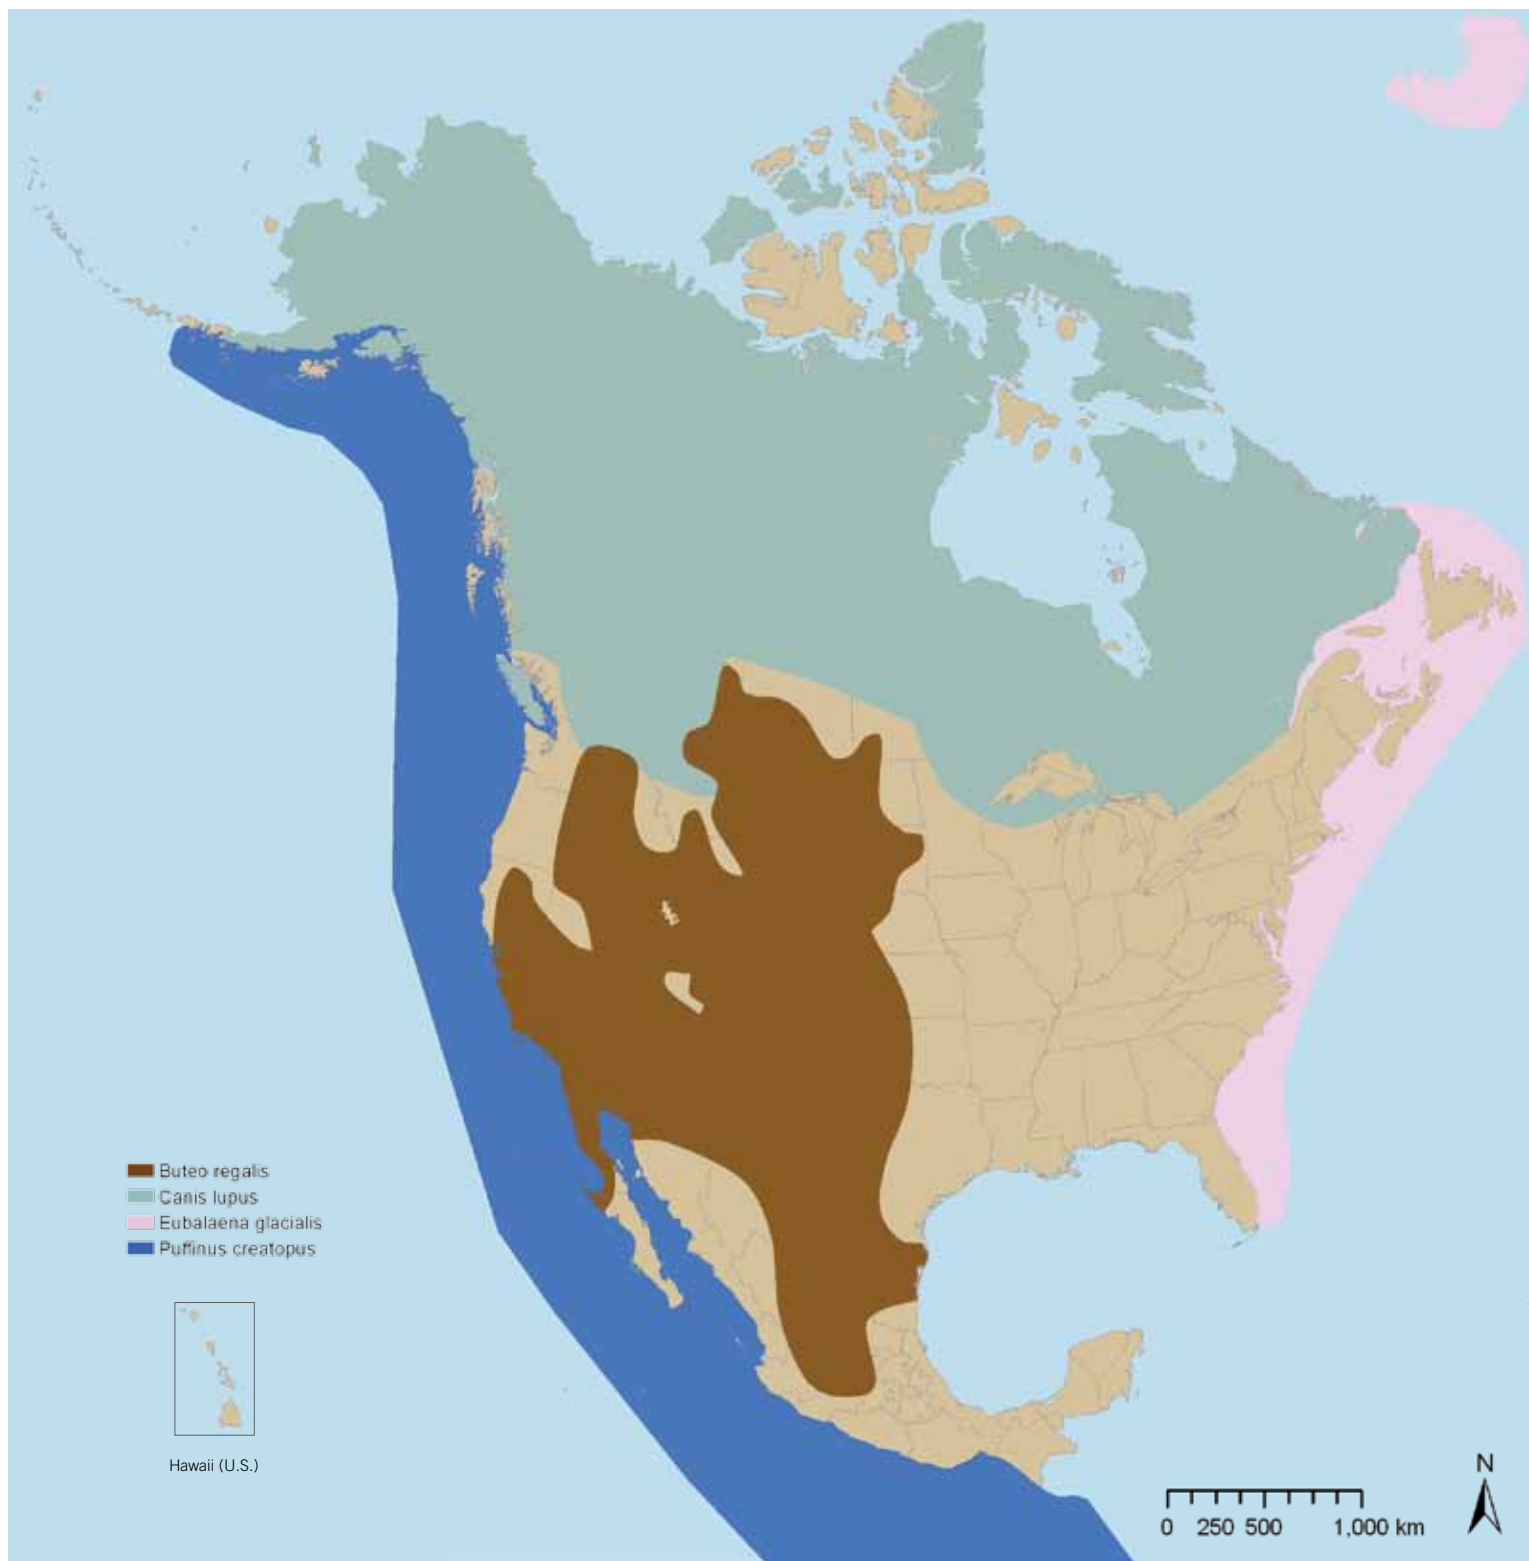 Buteo regalis
Canis lupus
Eubalaena glacialis
Puffinus creatopus
Hawaii (U.S.)
N
0 250 500 1,000 km